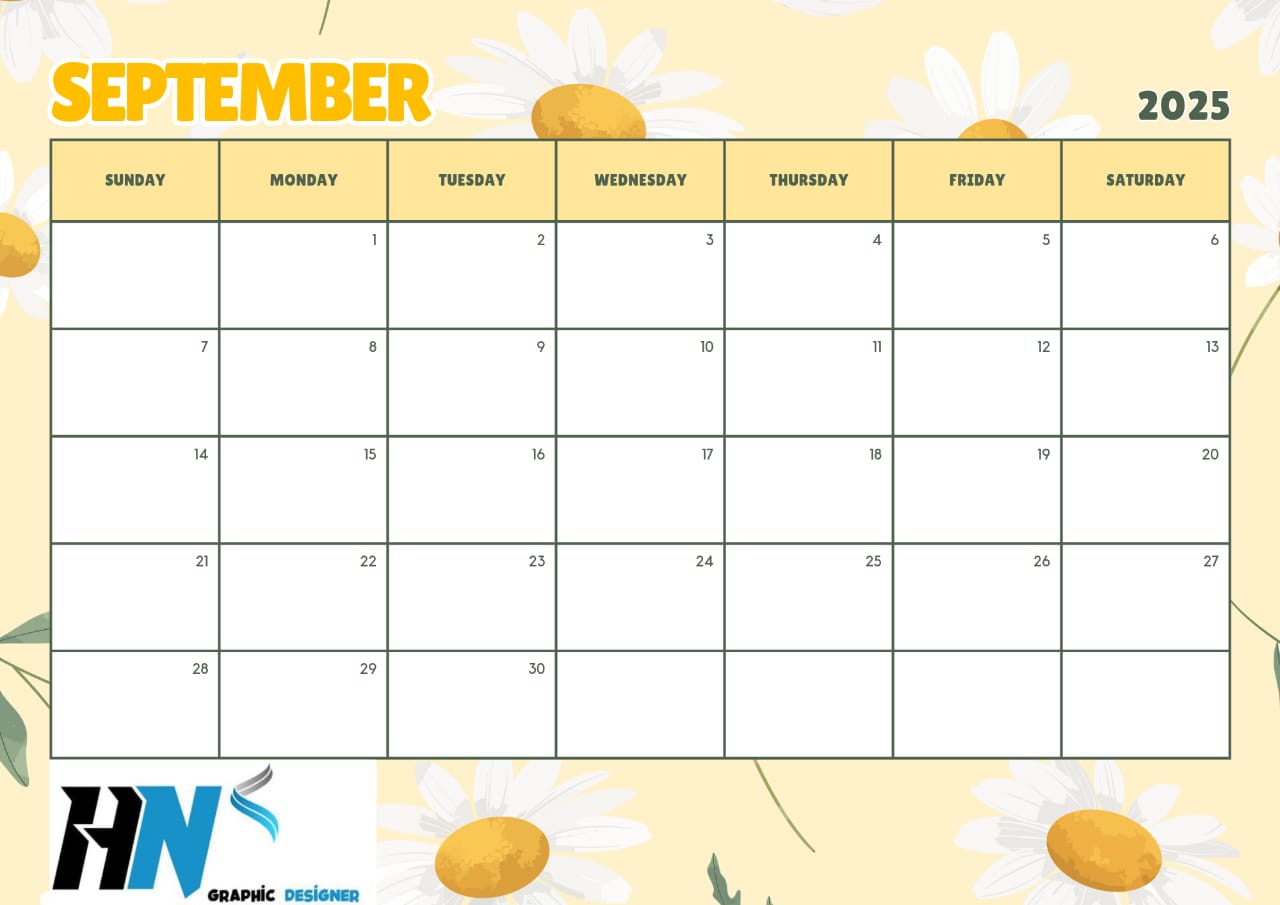 SEPTEMBER
2025
SUNDAY MONDAY TUESDAY WEDNESDAY THURSDAY FRIDAY SATURDAY
1 2 3 4 5 6
7 8 9 10 11 12 13
14 15 16 17 18 19 20
21 22 23 24 25 26 27
28 29 30
HN
GRAPHIC DESIGNER